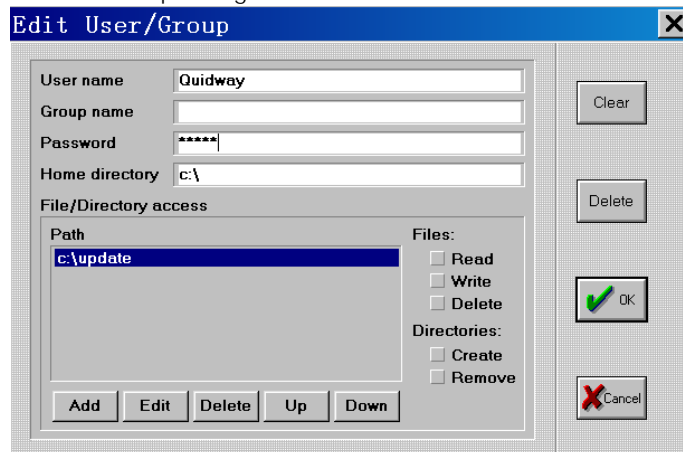 Edit User/Group
User name Quidway
Group name
Password *****
Home directory c:\
File/Directory access
Path
c:\update
Files:
Read
Write
Delete
Directories:
Create
Remove
Add Edit Delete Up Down
Clear
Delete
OK
Cancel